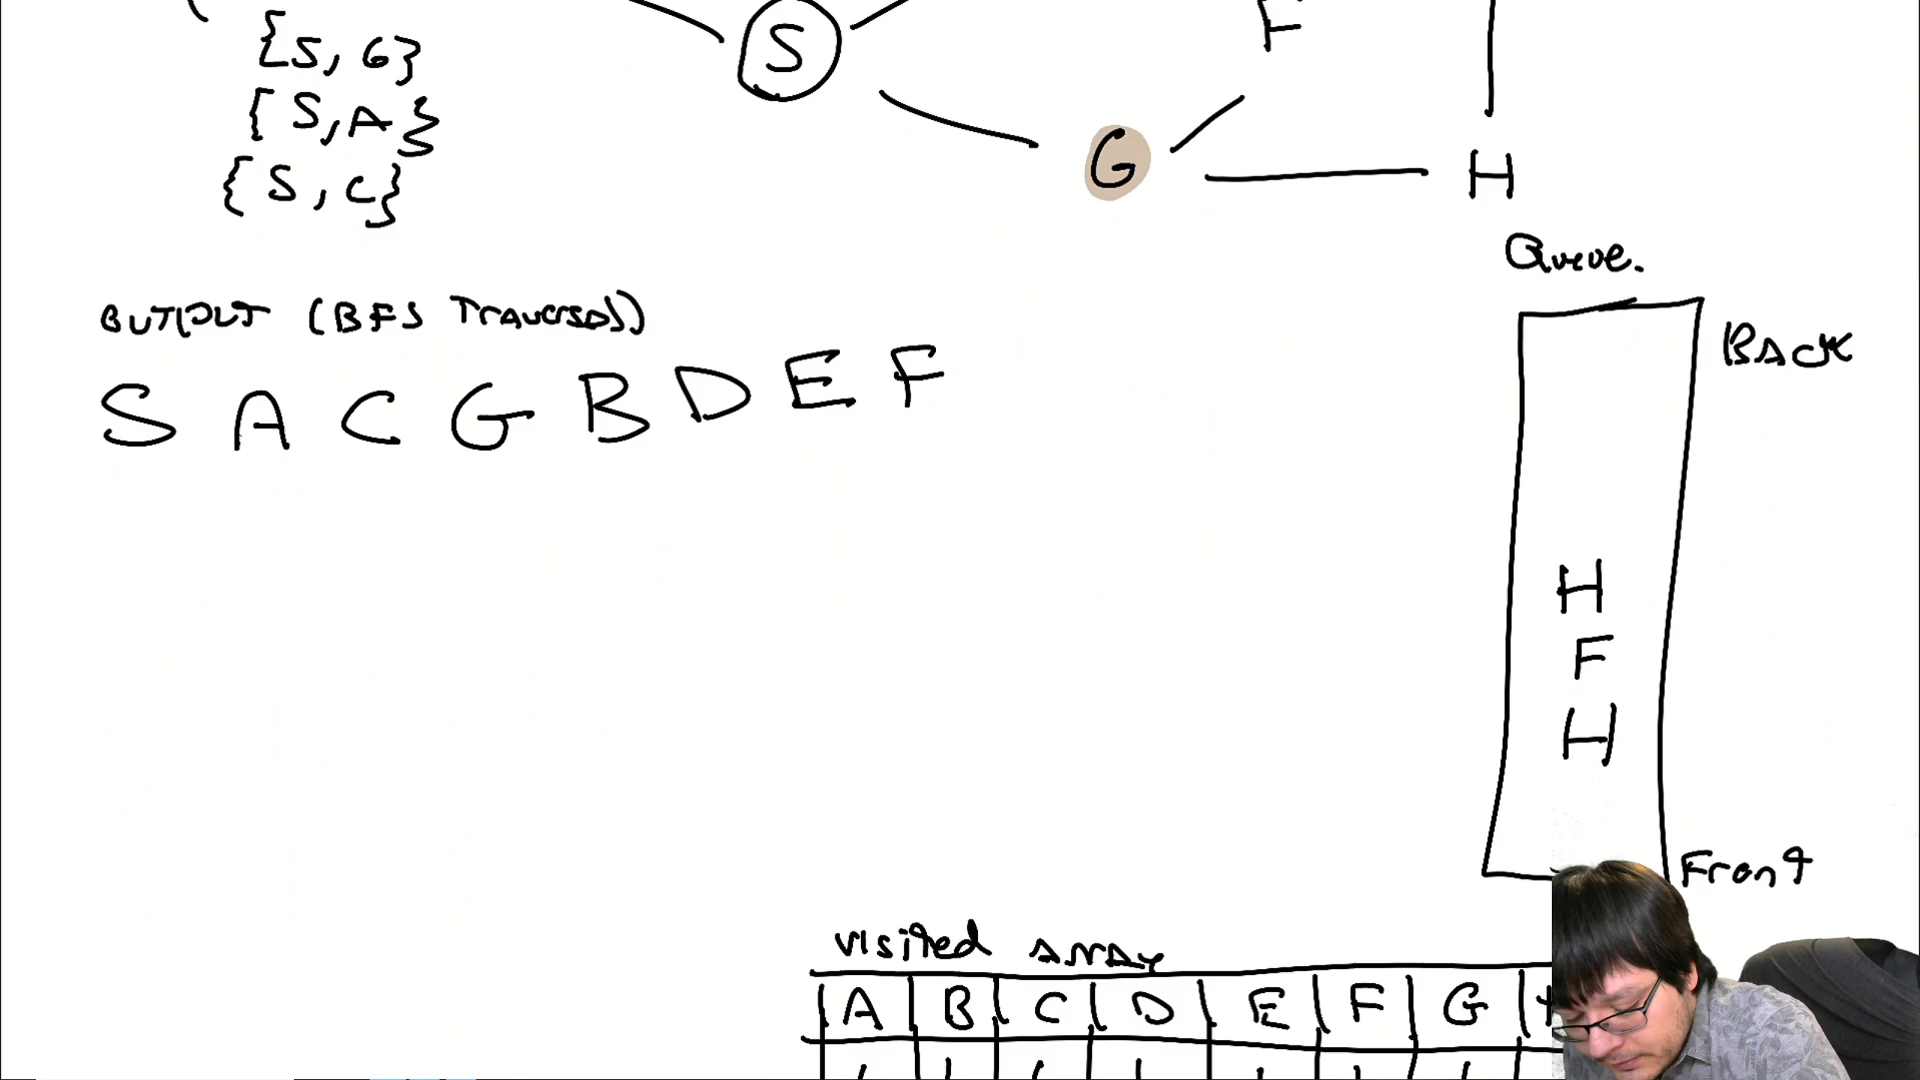 {S, G}
{S, A}
{S, C}
S
F
G
H
Queue.
OUTPUT (BFS Traversal)
Back
S A C G B D E F
H
F
H
Front
visited array
A B C D E F G